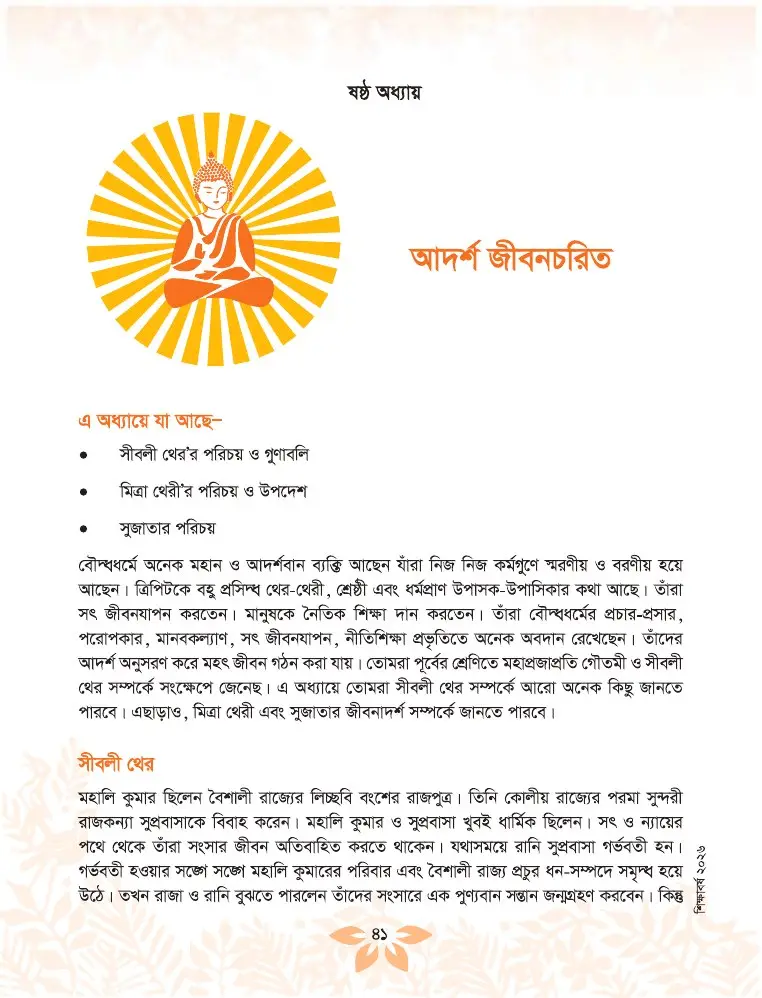 ষষ্ঠ অধ্যায়
আদর্শ জীবনচরিত
এ অধ্যায়ে যা আছে–
• সীবলী থের’র পরিচয় ও গুণাবলি
• মিত্রা থেরী’র পরিচয় ও উপদেশ
• সুজাতার পরিচয়
বৌদ্ধধর্মে অনেক মহান ও আদর্শবান ব্যক্তি আছেন যাঁরা নিজ নিজ কর্মগুণে স্মরণীয় ও বরণীয় হয়ে
আছেন। ত্রিপিটকে বহু প্রসিদ্ধ থের-থেরী, শ্রেষ্ঠী এবং ধর্মপ্রাণ উপাসক-উপাসিকার কথা আছে। তাঁরা
সৎ জীবনযাপন করতেন। মানুষকে নৈতিক শিক্ষা দান করতেন। তাঁরা বৌদ্ধধর্মের প্রচার-প্রসার,
পরোপকার, মানবকল্যাণ, সৎ জীবনযাপন, নীতিশিক্ষা প্রভৃতিতে অনেক অবদান রেখেছেন। তাঁদের
আদর্শ অনুসরণ করে মহৎ জীবন গঠন করা যায়। তোমরা পূর্বের শ্রেণিতে মহাপ্রজাপ্রতি গৌতমী ও সীবলী
থের সম্পর্কে সংক্ষেপে জেনেছ। এ অধ্যায়ে তোমরা সীবলী থের সম্পর্কে আরো অনেক কিছু জানতে
পারবে। এছাড়াও, মিত্রা থেরী এবং সুজাতার জীবনাদর্শ সম্পর্কে জানতে পারবে।
সীবলী থের
মহালি কুমার ছিলেন বৈশালী রাজ্যের লিচ্ছবি বংশের রাজপুত্র। তিনি কোলীয় রাজ্যের পরমা সুন্দরী
রাজকন্যা সুপ্রবাসাকে বিবাহ করেন। মহালি কুমার ও সুপ্রবাসা খুবই ধার্মিক ছিলেন। সৎ ও ন্যায়ের
পথে থেকে তাঁরা সংসার জীবন অতিবাহিত করতে থাকেন। যথাসময়ে রানি সুপ্রবাসা গর্ভবতী হন।
গর্ভবতী হওয়ার সঙ্গে সঙ্গে মহালি কুমারের পরিবার এবং বৈশালী রাজ্য প্রচুর ধন-সম্পদে সমৃদ্ধ হয়ে
উঠে। তখন রাজা ও রানি বুঝতে পারলেন তাঁদের সংসারে এক পুণ্যবান সন্তান জন্মগ্রহণ করবেন। কিন্তু
শিক্ষাবর্ষ ২০২৬
৪১